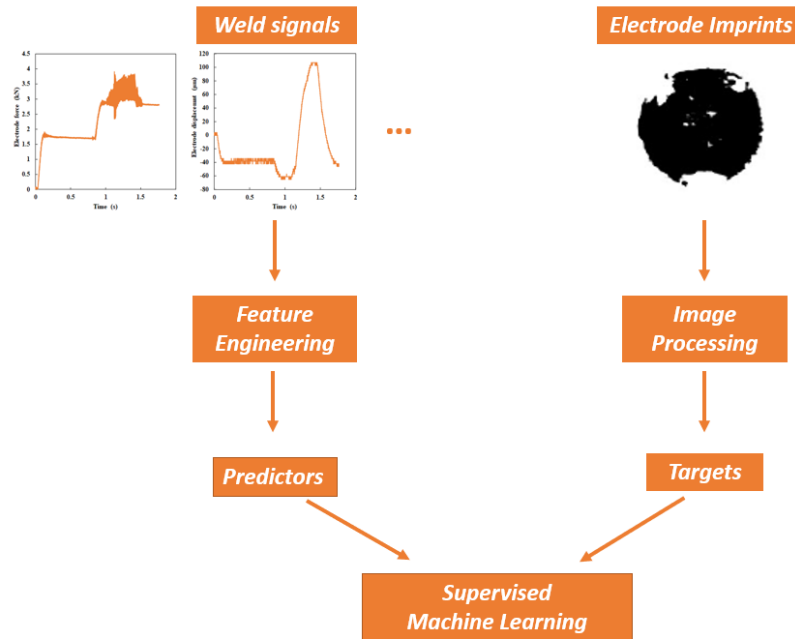 Weld signals
Electrode Imprints
Electrode force (kN)
4.5
4
3.5
3
2.5
2
1.5
1
0.5
0
0
0.5
1
1.5
2
Time (s)
Electrode displacment (μm)
120
100
80
60
40
20
0
-20
-40
-60
-80
0
0.5
1
1.5
2
Time (s)
...
Feature
Engineering
Image
Processing
Predictors
Targets
Supervised
Machine Learning